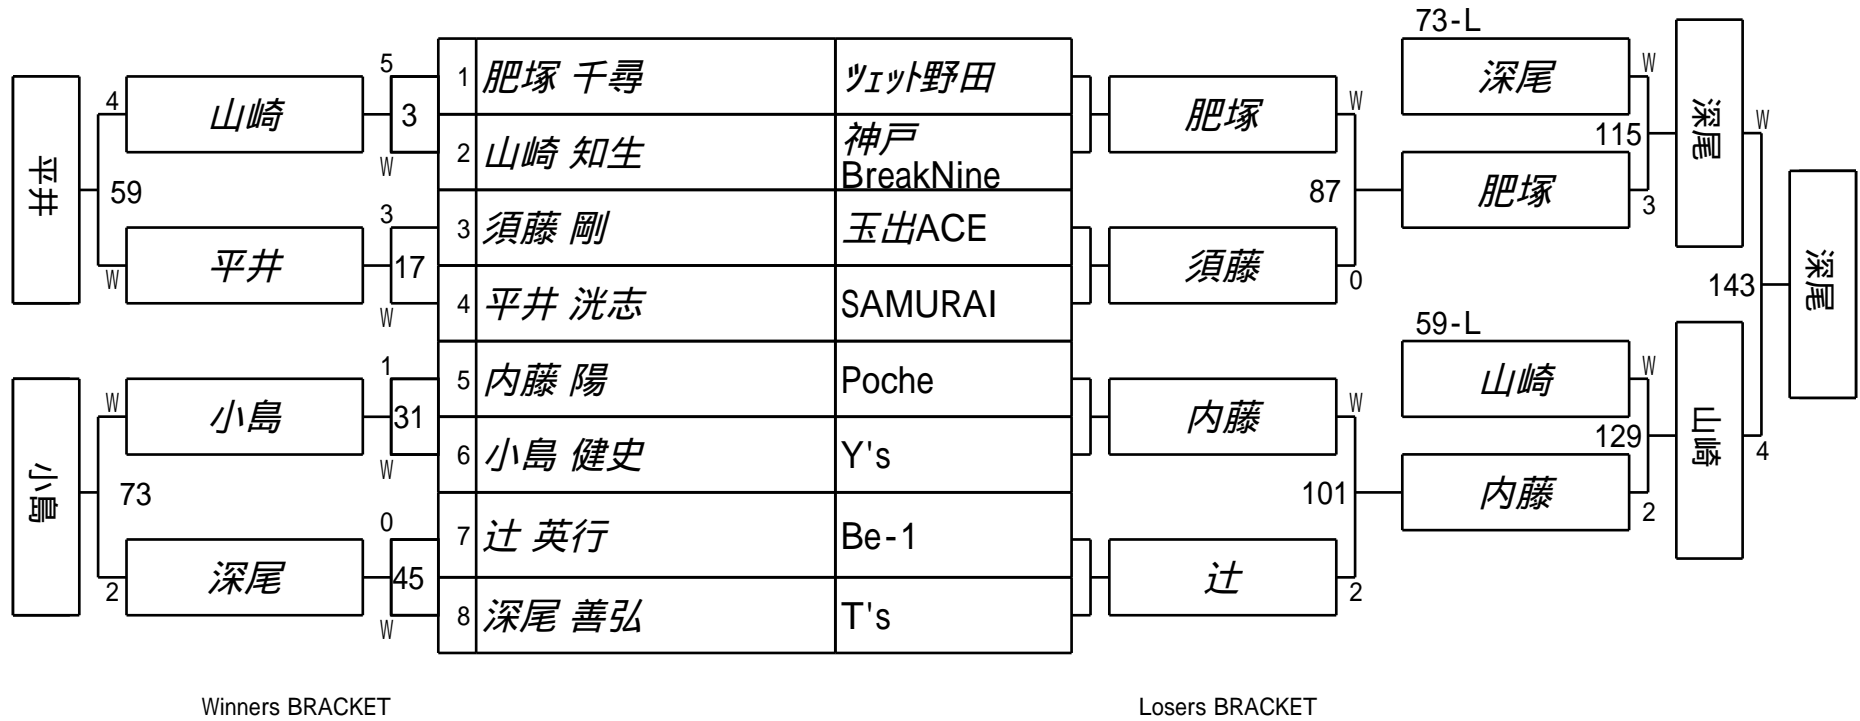 73-L
5
1 肥塚 千尋 ツェット野田
深尾
W
4
山崎
3
肥塚
W
深尾
W
115
W
2 山崎 知生 神戸
BreakNine
平井
59
87
肥塚
3
3
3 須藤 剛 玉出ACE
W
平井
17
須藤
0
143
深尾
W
4 平井 洸志 SAMURAI
59-L
1
5 内藤 陽 Poche
山崎
W
W
小島
31
内藤
W
山崎
4
129
W
6 小島 健史 Y's
小島
73
101
内藤
2
0
7 辻 英行 Be-1
2
深尾
45
辻
2
W
8 深尾 善弘 T's
Winners BRACKET
Losers BRACKET